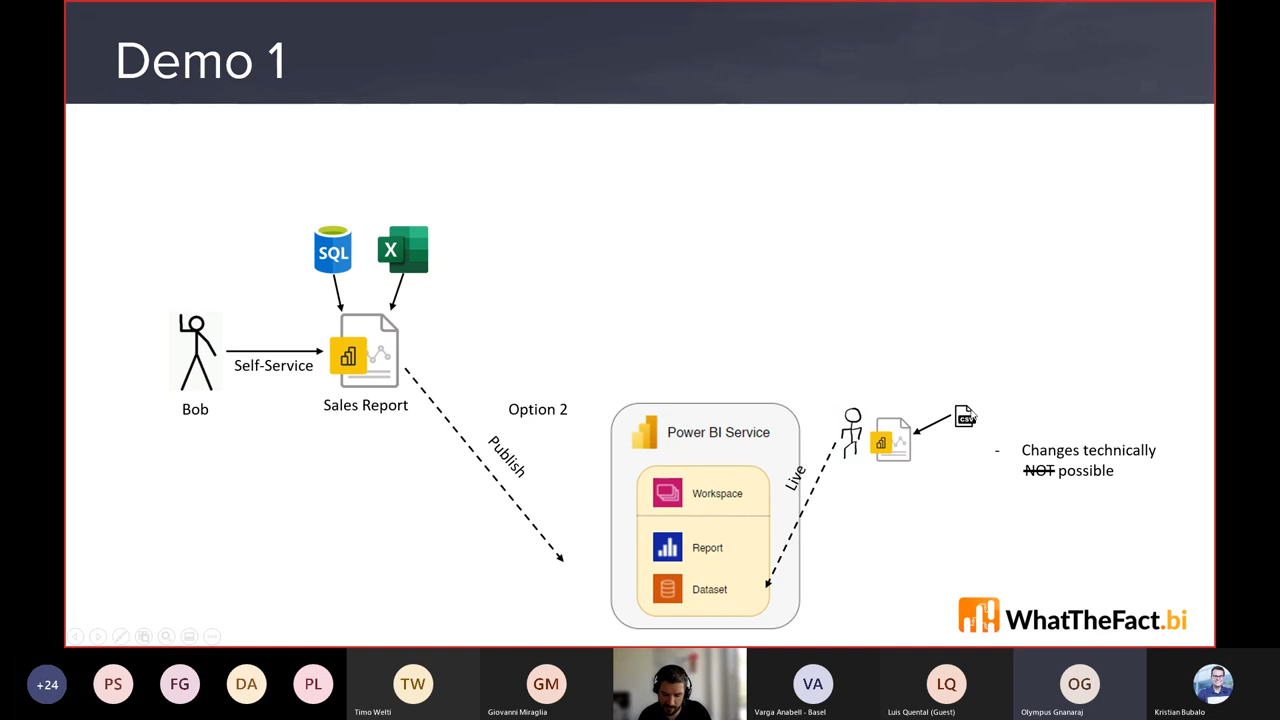 Demo 1
SQL
X
Self-Service
Bob
Sales Report
Publish
Option 2
Power BI Service
Workspace
Report
Dataset
Live
CSV
- Changes technically
NOT possible
WhatTheFact.bi
+24
PS
FG
DA
PL
TW
Timo Welti
GM
Giovanni Miraglia
VA
Varga Anabell - Basel
LQ
Luis Quental (Guest)
OG
Olympus Gnanaraj
Kristian Bubalo